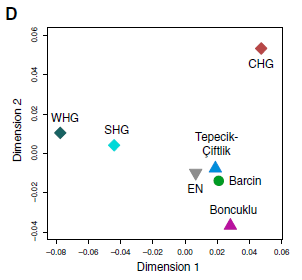 D
0.06
0.04
0.02
0.00
−0.02
−0.04
Dimension 2
CHG
WHG
SHG
Tepecik-
Çiftlik
EN
Barcin
Boncuklu
−0.08 −0.06 −0.04 −0.02 0.00 0.02 0.04 0.06
Dimension 1